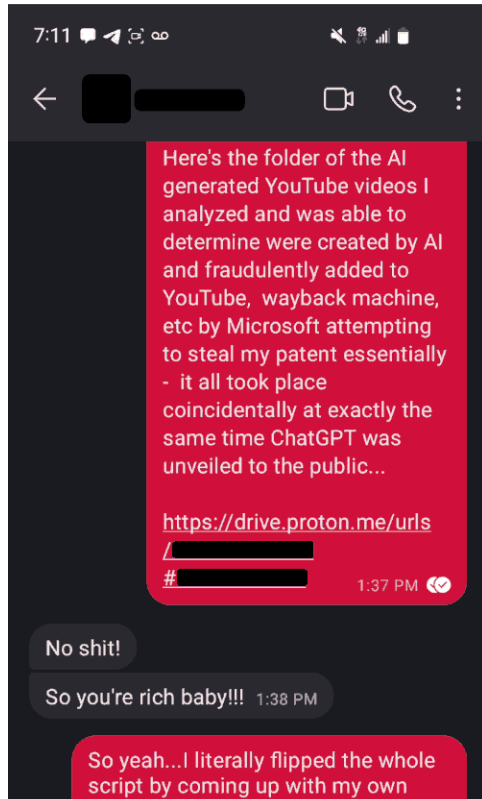 7:11
Here's the folder of the AI
generated YouTube videos I
analyzed and was able to
determine were created by AI
and fraudulently added to
YouTube,  wayback machine,
etc by Microsoft attempting
to steal my patent essentially
-  it all took place
coincidentally at exactly the
same time ChatGPT was
unveiled to the public...
https://drive.proton.me/urls
/
#
1:37 PM
No shit!
So you're rich baby!!! 1:38 PM
So yeah...I literally flipped the whole
script by coming up with my own